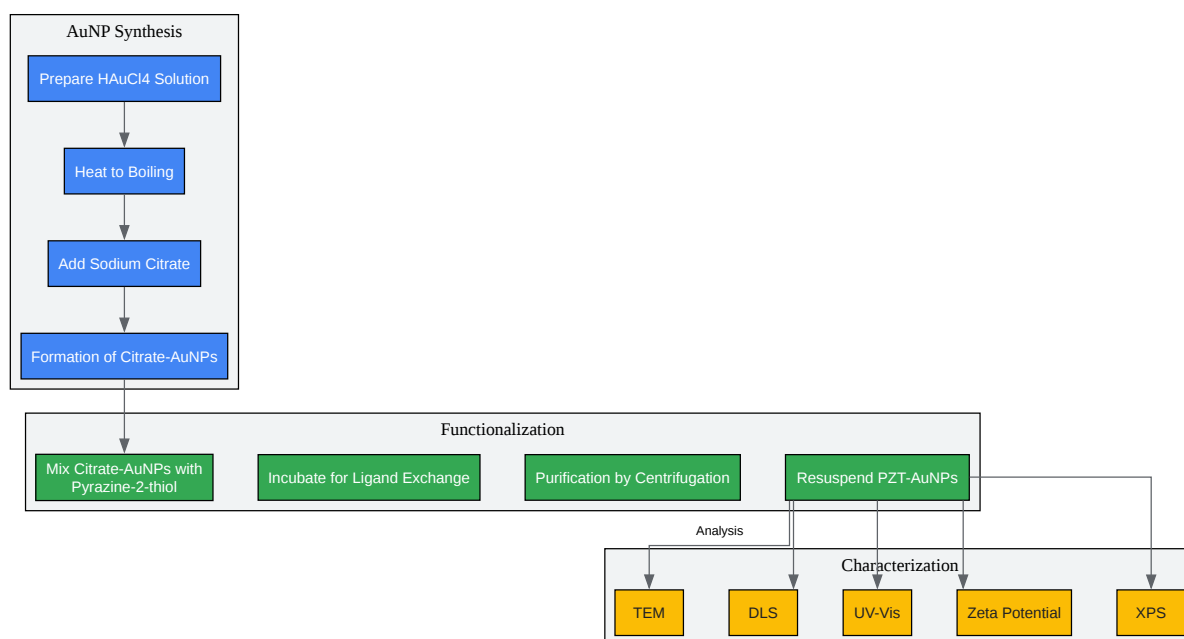 AuNP Synthesis
Prepare HAuCl4 Solution
Heat to Boiling
Add Sodium Citrate
Formation of Citrate-AuNPs
Functionalization
Mix Citrate-AuNPs with
Pyrazine-2-thiol
Incubate for Ligand Exchange
Purification by Centrifugation
Resuspend PZT-AuNPs
Analysis
Characterization
TEM
DLS
UV-Vis
Zeta Potential
XPS